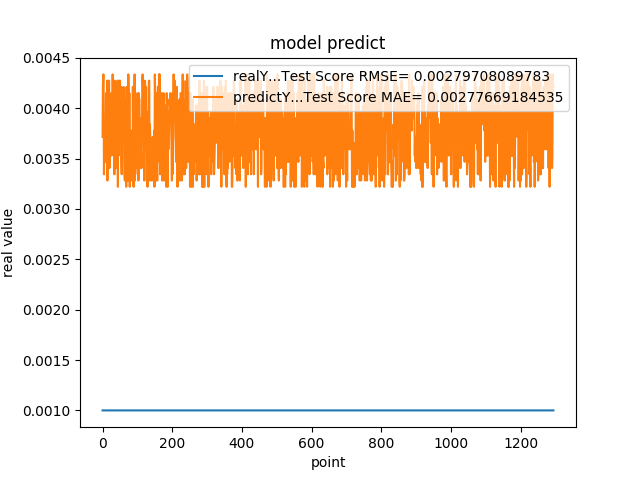 model predict
realY...Test Score RMSE= 0.00279708089783
predictY...Test Score MAE= 0.00277669184535
0.0045
0.0040
0.0035
0.0030
0.0025
0.0020
0.0015
0.0010
real value
0 200 400 600 800 1000 1200
point